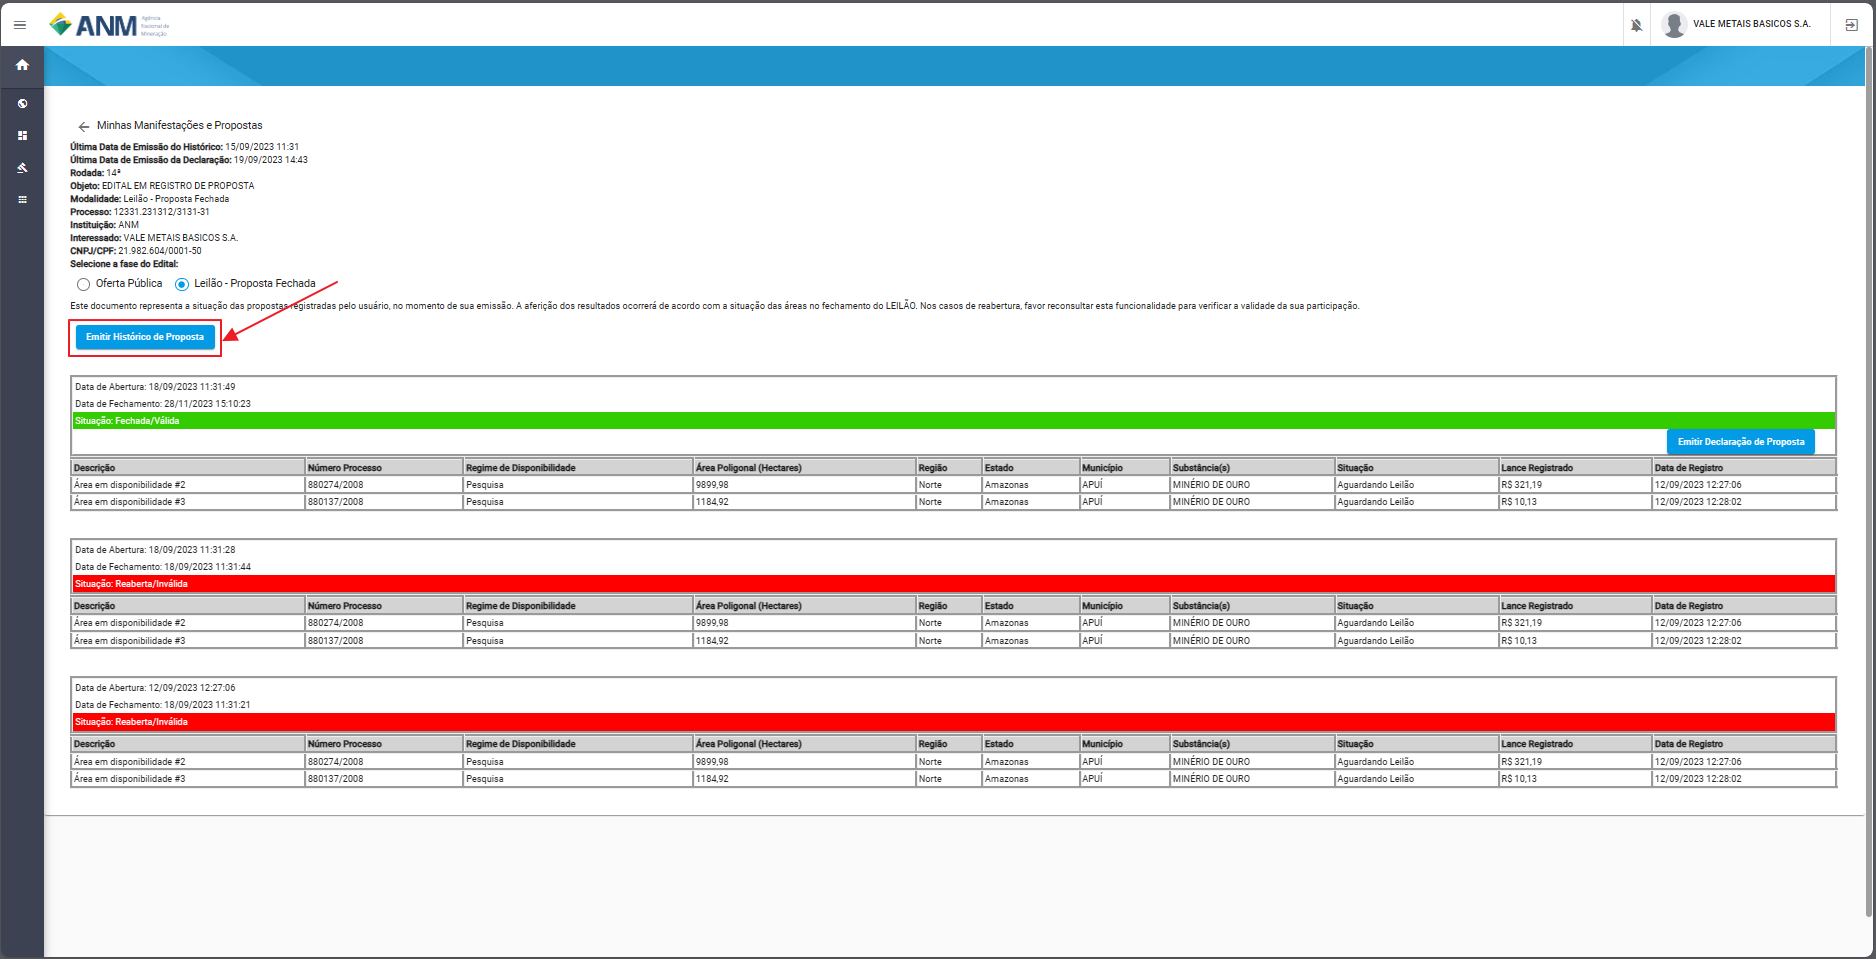 ANM
Agência
Nacional de
Mineração
VALE METAIS BASICOS S.A.
Minhas Manifestações e Propostas
Última Data de Emissão do Histórico: 15/09/2023 11:31
Última Data de Emissão da Declaração: 19/09/2023 14:43
Rodada: 14ª
Objeto: EDITAL EM REGISTRO DE PROPOSTA
Modalidade: Leilão - Proposta Fechada
Processo: 12331.231312/3131-31
Instituição: ANM
Interessado: VALE METAIS BASICOS S.A.
CNPJ/CPF: 21.982.604/0001-50
Selecione a fase do Edital:
Oferta Pública Leilão - Proposta Fechada
Este documento representa a situação das propostas registradas pelo usuário, no momento de sua emissão. A aferição dos resultados ocorrerá de acordo com a situação das áreas no fechamento do LEILÃO. Nos casos de reabertura, favor reconsultar esta funcionalidade para verificar a validade da sua participação.
Emitir Histórico de Proposta
Data de Abertura: 18/09/2023 11:31:49
Data de Fechamento: 28/11/2023 15:10:23
Situação: Fechada/Válida
Emitir Declaração de Proposta
Descrição Número Processo Regime de Disponibilidade Área Poligonal (Hectares) Região Estado Município Substância(s) Situação Lance Registrado Data de Registro
Área em disponibilidade #2 880274/2008 Pesquisa 9899,98 Norte Amazonas APUÍ MINÉRIO DE OURO Aguardando Leilão R$ 321,19 12/09/2023 12:27:06
Área em disponibilidade #3 880137/2008 Pesquisa 1184,92 Norte Amazonas APUÍ MINÉRIO DE OURO Aguardando Leilão R$ 10,13 12/09/2023 12:28:02
Data de Abertura: 18/09/2023 11:31:28
Data de Fechamento: 18/09/2023 11:31:44
Situação: Reaberta/Inválida
Descrição Número Processo Regime de Disponibilidade Área Poligonal (Hectares) Região Estado Município Substância(s) Situação Lance Registrado Data de Registro
Área em disponibilidade #2 880274/2008 Pesquisa 9899,98 Norte Amazonas APUÍ MINÉRIO DE OURO Aguardando Leilão R$ 321,19 12/09/2023 12:27:06
Área em disponibilidade #3 880137/2008 Pesquisa 1184,92 Norte Amazonas APUÍ MINÉRIO DE OURO Aguardando Leilão R$ 10,13 12/09/2023 12:28:02
Data de Abertura: 12/09/2023 12:27:06
Data de Fechamento: 18/09/2023 11:31:21
Situação: Reaberta/Inválida
Descrição Número Processo Regime de Disponibilidade Área Poligonal (Hectares) Região Estado Município Substância(s) Situação Lance Registrado Data de Registro
Área em disponibilidade #2 880274/2008 Pesquisa 9899,98 Norte Amazonas APUÍ MINÉRIO DE OURO Aguardando Leilão R$ 321,19 12/09/2023 12:27:06
Área em disponibilidade #3 880137/2008 Pesquisa 1184,92 Norte Amazonas APUÍ MINÉRIO DE OURO Aguardando Leilão R$ 10,13 12/09/2023 12:28:02